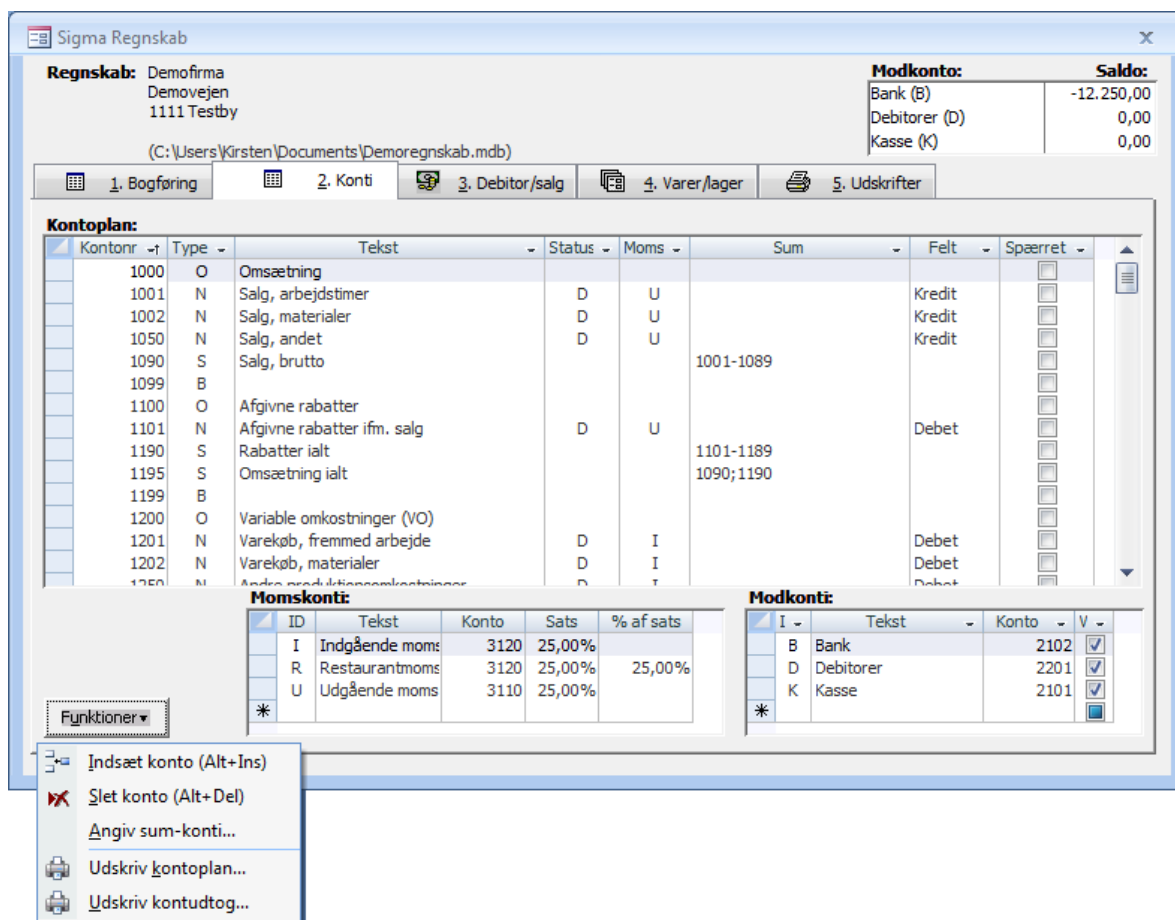 Sigma Regnskab
Regnskab: Demofirma
Demovejen
1111 Testby
(C:\Users\Kirsten\Documents\Demoregnskab.mdb)
Modkonto: Saldo:
Bank (B) -12.250,00
Debitorer (D) 0,00
Kasse (K) 0,00
1. Bogføring 2. Konti 3. Debitor/salg 4. Varer/lager 5. Udskrifter
Kontoplan:
Kontonr Type Tekst Status Moms Sum Felt Spærret
1000 O Omsætning
1001 N Salg, arbejdstimer D U Kredit
1002 N Salg, materialer D U Kredit
1050 N Salg, andet D U Kredit
1090 S Salg, brutto 1001-1089
1099 B
1100 O Afgivne rabatter
1101 N Afgivne rabatter ifm. salg D U Debet
1190 S Rabatter ialt 1101-1189
1195 S Omsætning ialt 1090;1190
1199 B
1200 O Variable omkostninger (VO)
1201 N Varekøb, fremmed arbejde D I Debet
1202 N Varekøb, materialer D I Debet
1250 N Andre produktionsomkostninger D I Debet
Momskonti:
ID Tekst Konto Sats % af sats
I Indgående moms 3120 25,00%
R Restaurantmoms 3120 25,00% 25,00%
U Udgående moms 3110 25,00%
Modkonti:
I Tekst Konto V
B Bank 2102
D Debitorer 2201
K Kasse 2101
Funktioner
Indsæt konto (Alt+Ins)
Slet konto (Alt+Del)
Angiv sum-konti...
Udskriv kontoplan...
Udskriv kontudtog...